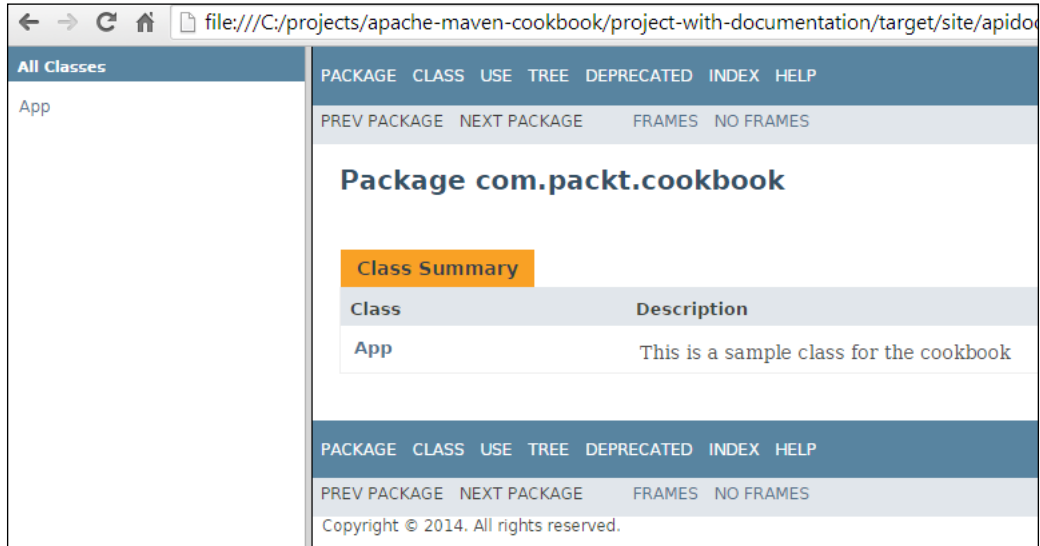 file:///C:/projects/apache-maven-cookbook/project-with-documentation/target/site/apidoc
All Classes
App
PACKAGE CLASS USE TREE DEPRECATED INDEX HELP
PREV PACKAGE NEXT PACKAGE FRAMES NO FRAMES
Package com.packt.cookbook
Class Summary
Class Description
App This is a sample class for the cookbook
PACKAGE CLASS USE TREE DEPRECATED INDEX HELP
PREV PACKAGE NEXT PACKAGE FRAMES NO FRAMES
Copyright © 2014. All rights reserved.